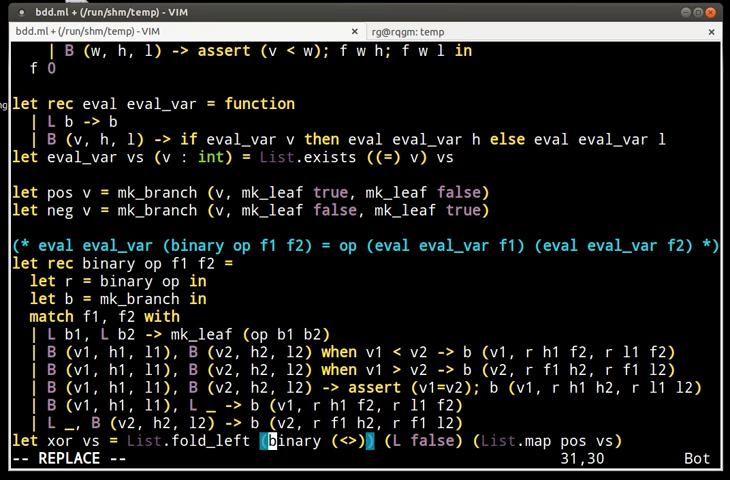 bdd.ml + (/run/shm/temp) - VIM
bdd.ml + (/run/shm/temp) - VIM × rg@rqgm: temp ×
| B (w, h, l) -> assert (v < w); f w h; f w l in
f 0
let rec eval eval_var = function
| L b -> b
| B (v, h, l) -> if eval_var v then eval eval_var h else eval eval_var l
let eval_var vs (v : int) = List.exists ((=) v) vs
let pos v = mk_branch (v, mk_leaf true, mk_leaf false)
let neg v = mk_branch (v, mk_leaf false, mk_leaf true)
(* eval eval_var (binary op f1 f2) = op (eval eval_var f1) (eval eval_var f2) *)
let rec binary op f1 f2 =
let r = binary op in
let b = mk_branch in
match f1, f2 with
| L b1, L b2 -> mk_leaf (op b1 b2)
| B (v1, h1, l1), B (v2, h2, l2) when v1 < v2 -> b (v1, r h1 f2, r l1 f2)
| B (v1, h1, l1), B (v2, h2, l2) when v1 > v2 -> b (v2, r f1 h2, r f1 l2)
| B (v1, h1, l1), B (v2, h2, l2) -> assert (v1=v2); b (v1, r h1 h2, r l1 l2)
| B (v1, h1, l1), L _ -> b (v1, r h1 f2, r l1 f2)
| L _, B (v2, h2, l2) -> b (v2, r f1 h2, r f1 l2)
let xor vs = List.fold_left (binary (<>)) (L false) (List.map pos vs)
-- REPLACE -- 31,30 Bot